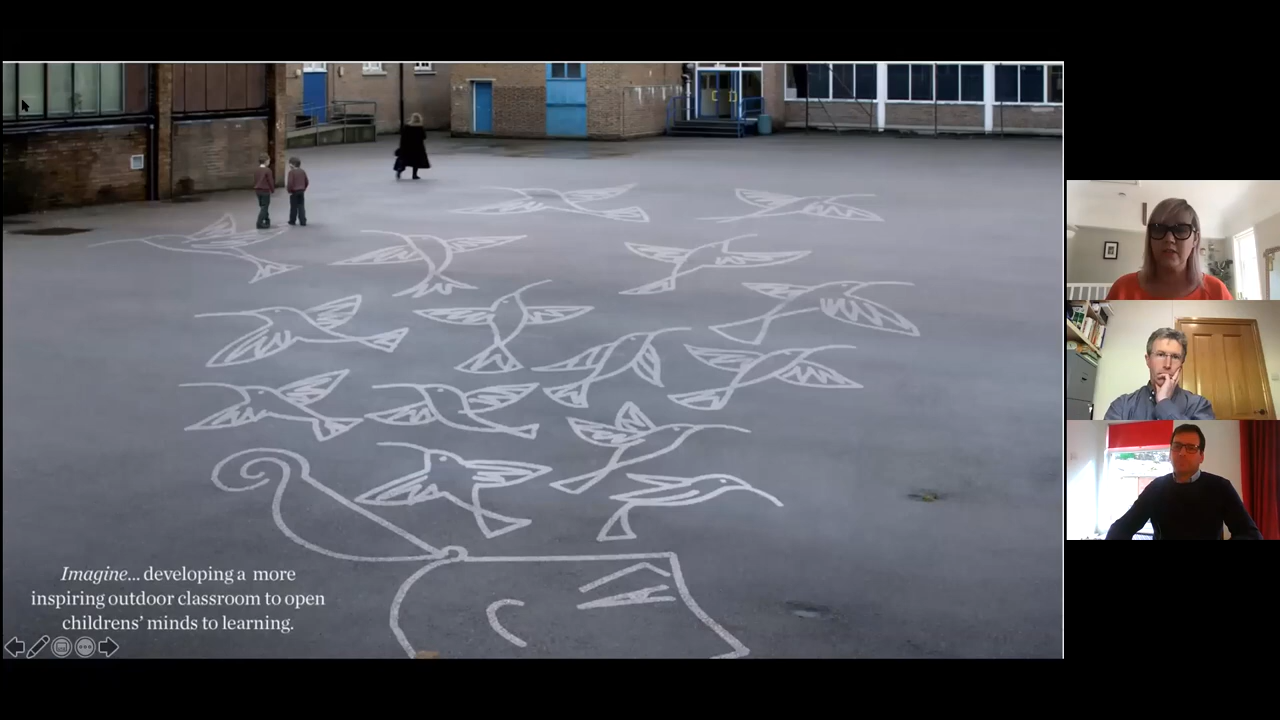 Imagine... developing a more
inspiring outdoor classroom to open
childrens’ minds to learning.